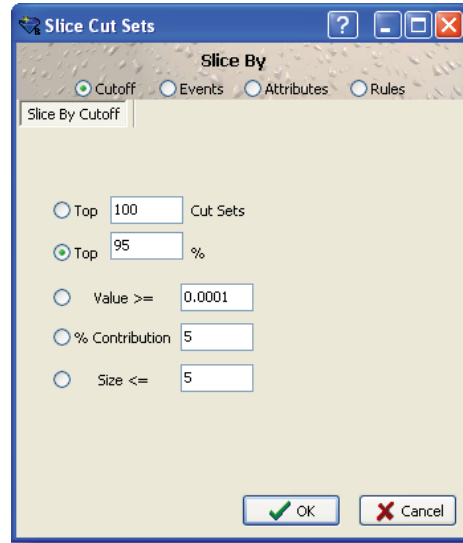 Slice Cut Sets
Slice By
Cutoff Events Attributes Rules
Slice By Cutoff
Top 100 Cut Sets
Top 95 %
Value >= 0.0001
% Contribution 5
Size <= 5
OK Cancel